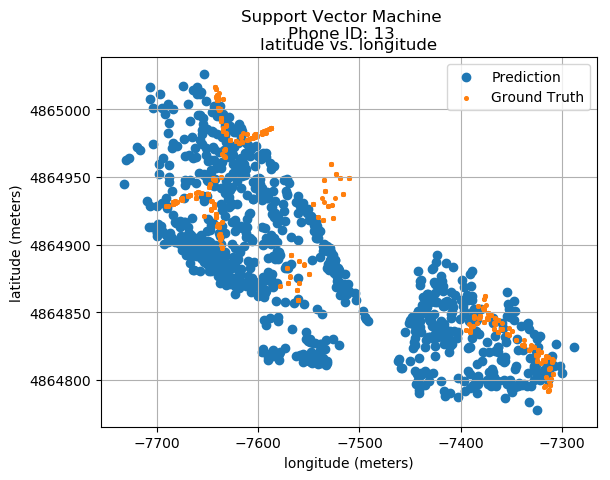 Support Vector Machine
Phone ID: 13
latitude vs. longitude
Prediction
Ground Truth
4865000
4864950
4864900
4864850
4864800
latitude (meters)
−7700
−7600
−7500
−7400
−7300
longitude (meters)